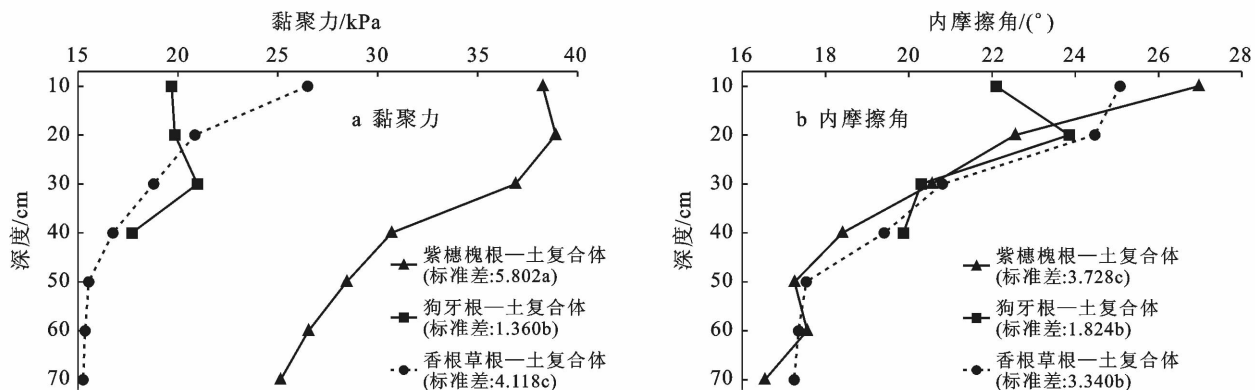 黏聚力/kPa
15 20 25 30 35 40
10
20
30
40
50
60
70
深度/cm
a 黏聚力
紫穗槐根—土复合体
(标准差:5.802a)
狗牙根—土复合体
(标准差:1.360b)
香根草根—土复合体
(标准差:4.118c)
内摩擦角/(°)
16 18 20 22 24 26 28
10
20
30
40
50
60
70
深度/cm
b 内摩擦角
紫穗槐根—土复合体
(标准差:3.728c)
狗牙根—土复合体
(标准差:1.824b)
香根草根—土复合体
(标准差:3.340b)